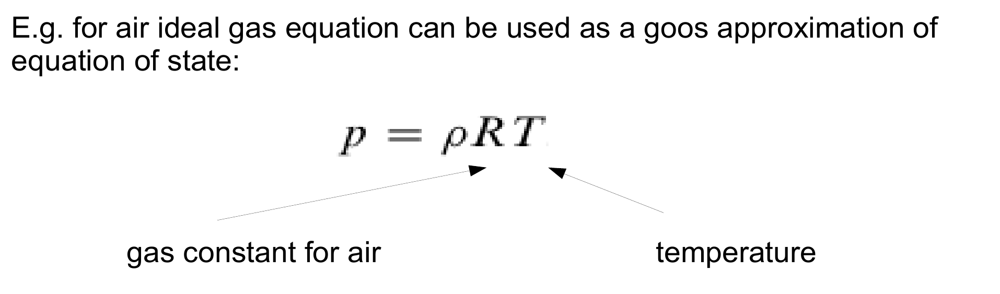 E.g. for air ideal gas equation can be used as a goos approximation of
equation of state:
p = ρRT
gas constant for air
temperature